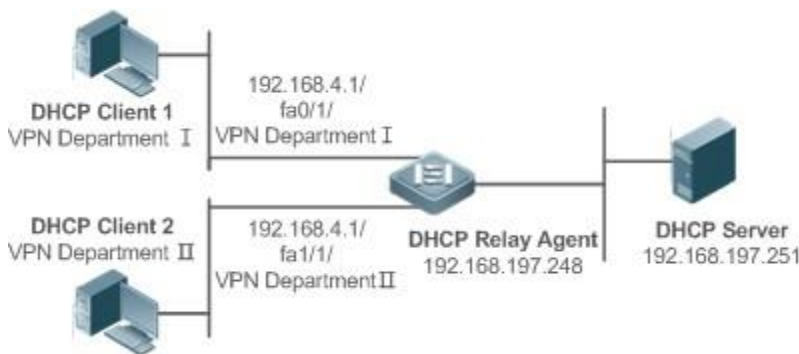 DHCP Client 1
VPN Department Ⅰ
192.168.4.1/
fa0/1/
VPN Department Ⅰ
DHCP Client 2
VPN Department Ⅱ
192.168.4.1/
fa1/1/
VPN Department Ⅱ
DHCP Relay Agent
192.168.197.248
DHCP Server
192.168.197.251